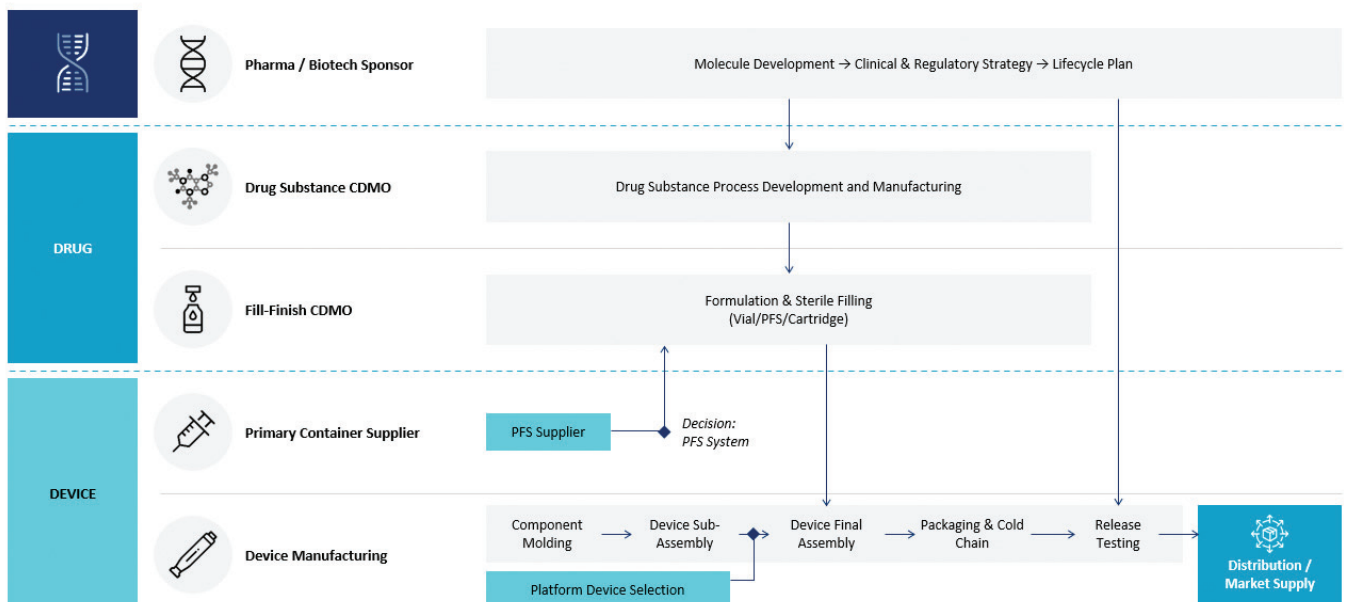 Pharma / Biotech Sponsor
Molecule Development → Clinical & Regulatory Strategy → Lifecycle Plan
DRUG
Drug Substance CDMO
Drug Substance Process Development and Manufacturing
Fill-Finish CDMO
Formulation & Sterile Filling
(Vial/PFS/Cartridge)
DEVICE
Primary Container Supplier
PFS Supplier
Decision:
PFS System
Device Manufacturing
Component
Molding
Device Sub-
Assembly
Device Final
Assembly
Packaging & Cold
Chain
Release
Testing
Platform Device Selection
Distribution /
Market Supply